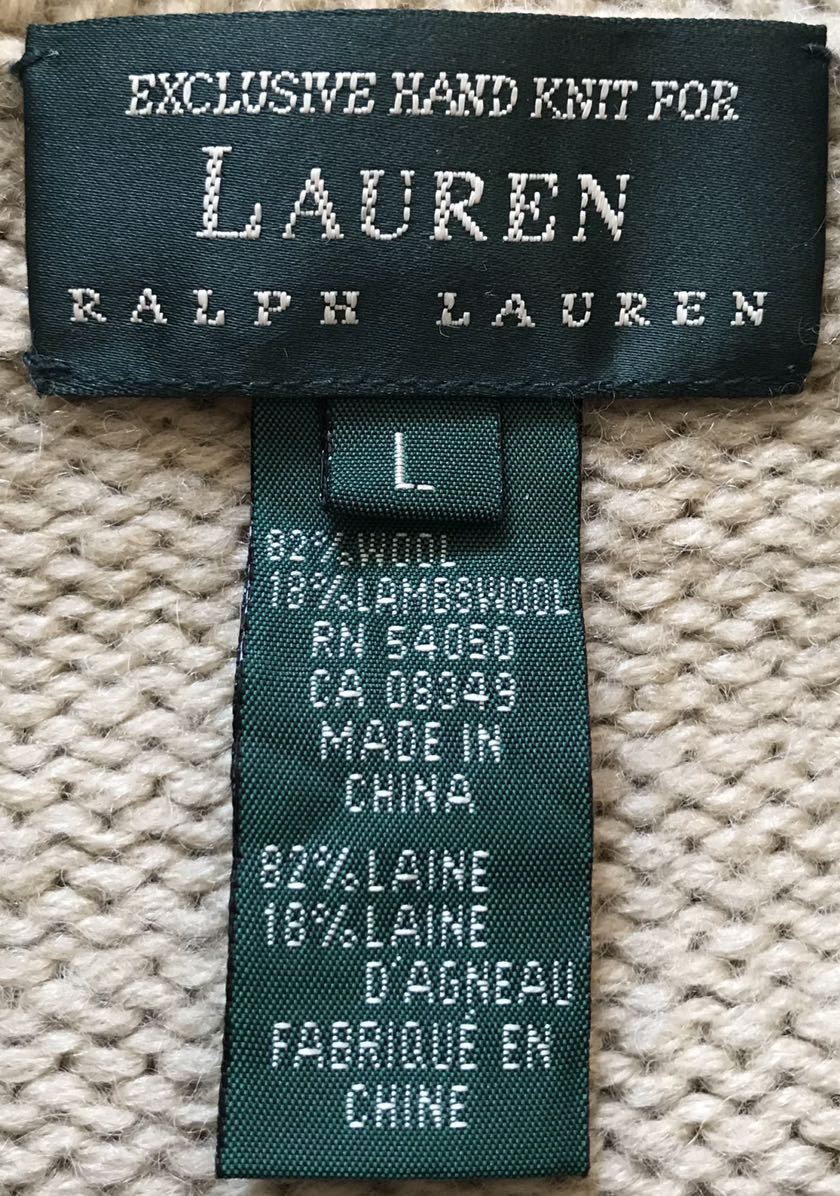 EXCLUSIVE HAND KNIT FOR
LAUREN
RALPH LAUREN
L
82%WOOL
18%LAMBSWOOL
RN 54050
CA 08349
MADE IN
CHINA
82%LAINE
18%LAINE
D'AGNEAU
FABRIQUÉ EN
CHINE